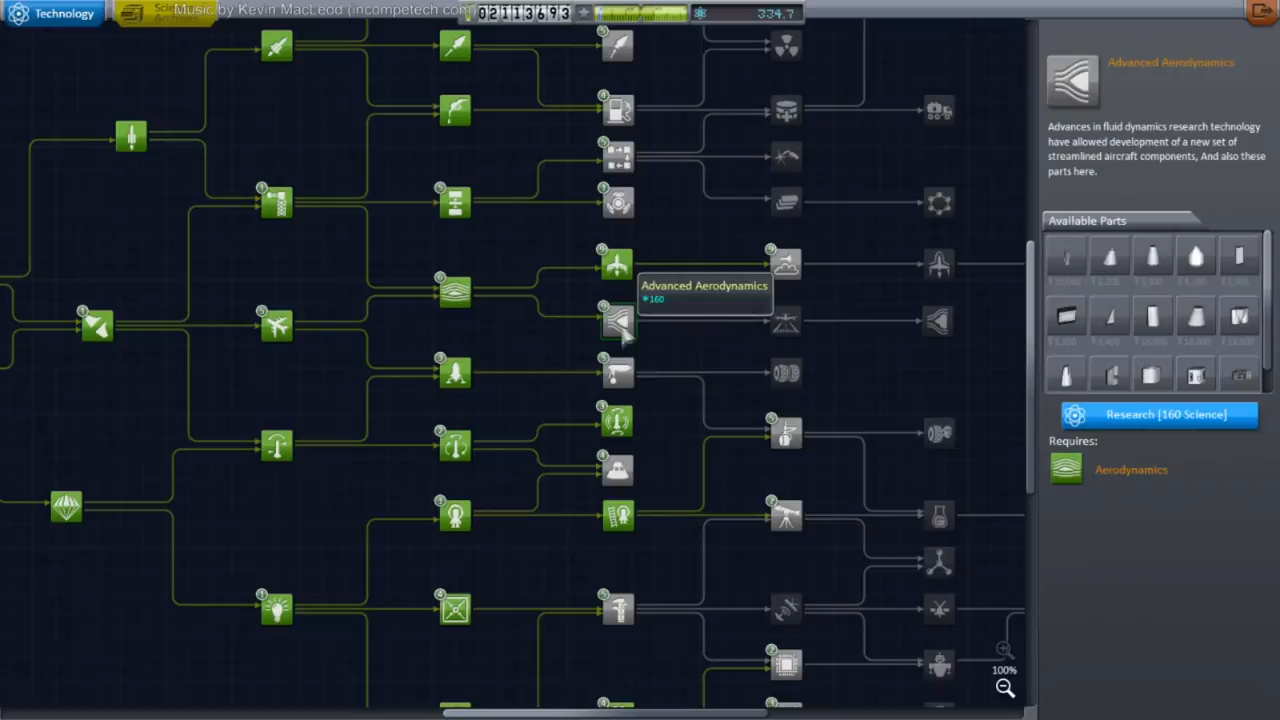 Technology
Music by Kevin MacLeod (incompetech.com
02113693
334.7
Advanced Aerodynamics
Advances in fluid dynamics research technology
have allowed development of a new set of
streamlined aircraft components, And also these
parts here.
Available Parts
Advanced Aerodynamics
160
Research [160 Science]
Requires:
Aerodynamics
100%